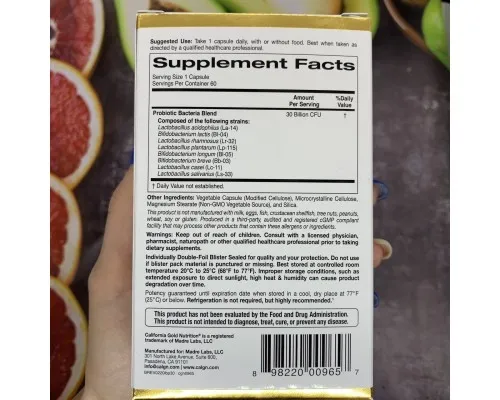 Suggested Use: Take 1 capsule daily, with or without food. Best when taken as
directed by a qualified healthcare professional.
Supplement Facts
Serving Size 1 Capsule
Servings Per Container 60
Amount Per Serving %Daily Value
Probiotic Bacteria Blend 30 Billion CFU †
Composed of the following strains:
Lactobacillus acidophilus (La-14)
Bifidobacterium lactis (Bl-04)
Lactobacillus rhamnosus (Lr-32)
Lactobacillus plantarum (Lp-115)
Bifidobacterium longum (Bl-05)
Bifidobacterium breve (Bb-03)
Lactobacillus casei (Lc-11)
Lactobacillus salivarius (Ls-33)
† Daily Value not established.
Other Ingredients: Vegetable Capsule (Modified Cellulose), Microcrystalline Cellulose,
Magnesium Stearate (Non-GMO Vegetable Source), and Silica.
This product is not manufactured with milk, eggs, fish, crustacean shellfish, tree nuts, peanuts,
wheat, soy or gluten. Produced in a third-party, audited and registered cGMP compliant
facility that may process other products that contain these allergens or ingredients.
Warnings: Keep out of reach of children. Consult with a licensed physician,
pharmacist, naturopath or other qualified healthcare professional prior to taking
dietary supplements.
Individually Double-Foil Blister Sealed for quality and your protection. Do not use
if blister pack material is punctured or missing. Best stored at controlled room
temperature 20°C to 25°C (68°F to 77°F). Improper storage conditions, such as
extended exposure to direct sunlight, high heat & humidity can cause product
degradation over time.
Potency guaranteed until expiration date when stored in a cool, dry place at 77°F
(25°C) or below. Refrigeration is not required, but highly recommended.
This product has not been evaluated by the Food and Drug Administration.
This product is not intended to diagnose, treat, cure, or prevent any disease.
California Gold Nutrition® is a registered
trademark of Madre Labs, LLC
Manufactured for: Madre Labs, LLC
301 North Lake Avenue, Suite 600,
Pasadena, CA 91101
http://www.calgn.com
8 98220 00965 7